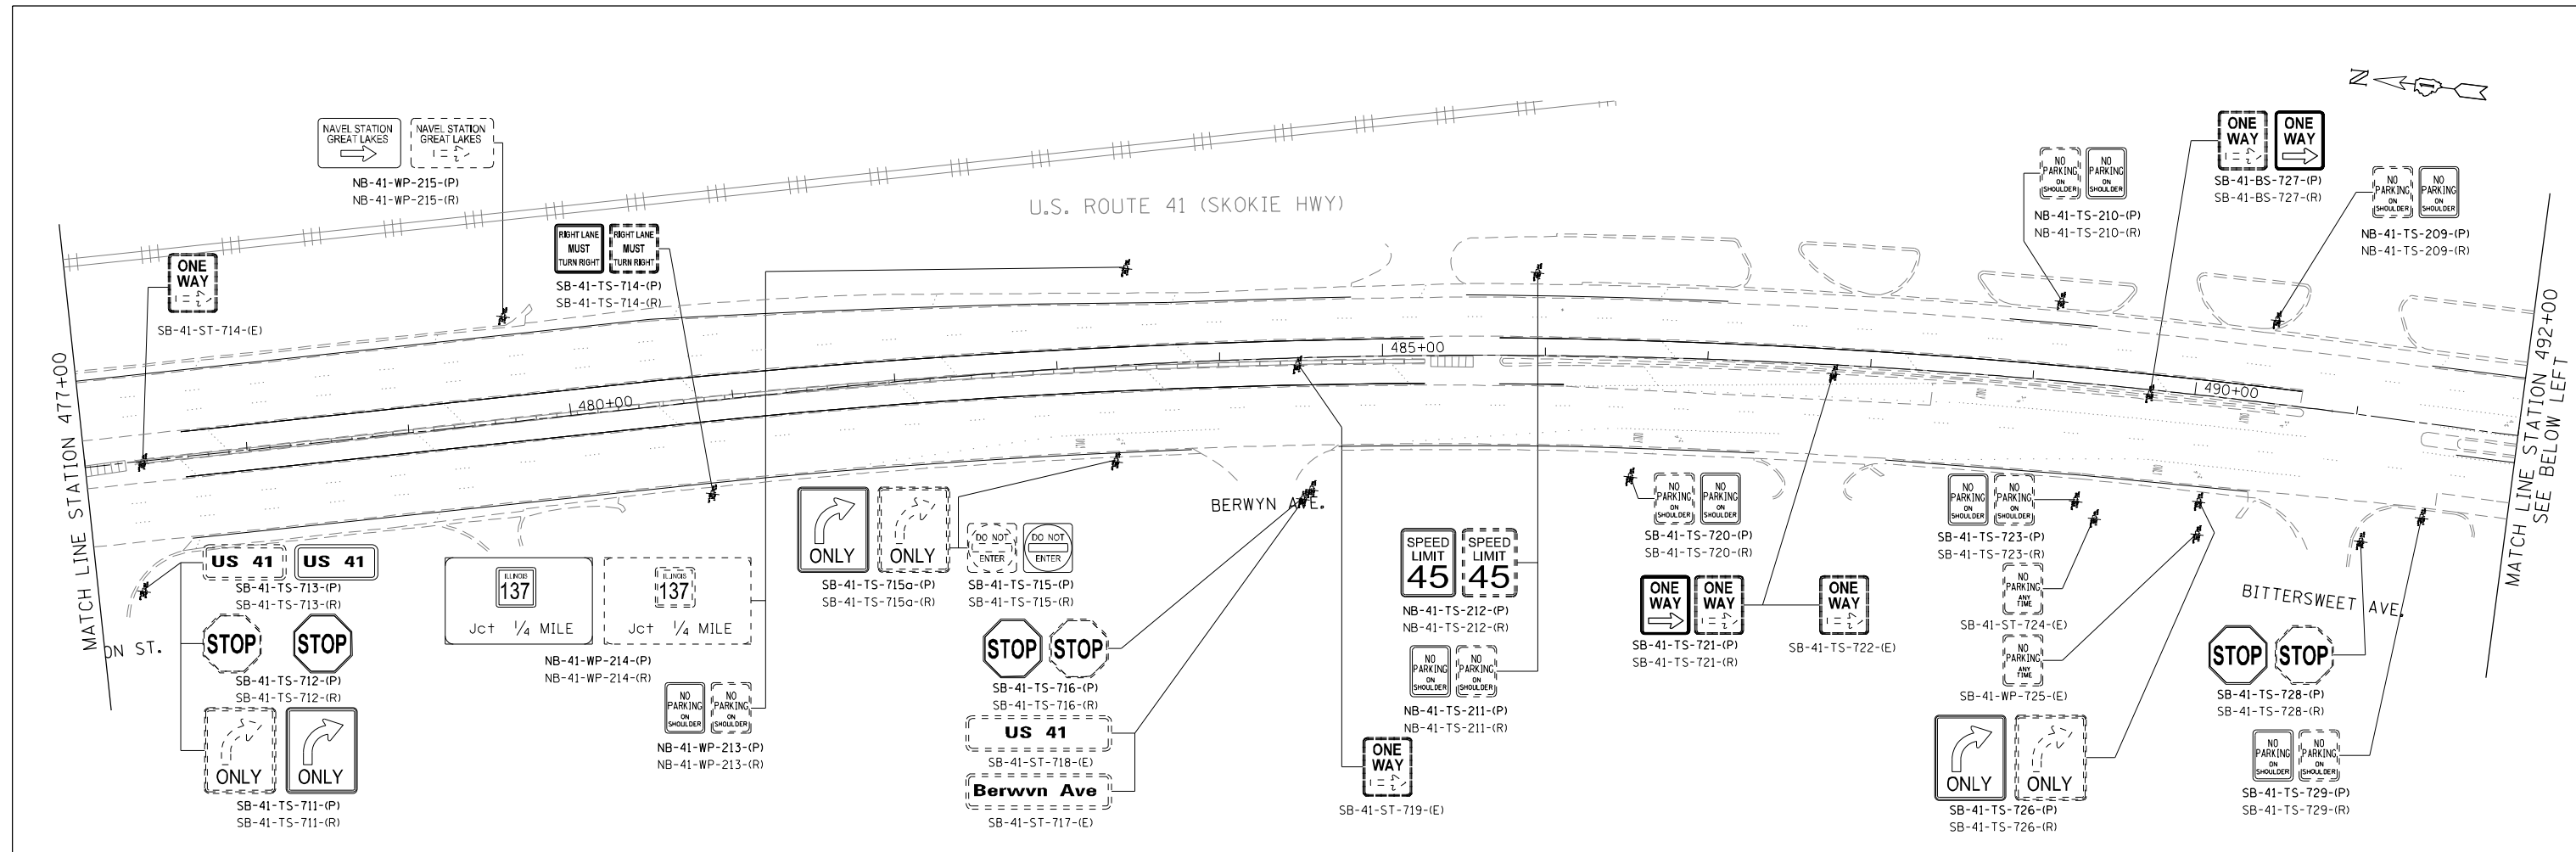 N
NAVEL STATION
GREAT LAKES
NAVEL STATION
GREAT LAKES
NB-41-WP-215-(P)
NB-41-WP-215-(R)
ONE
WAY
SB-41-ST-714-(E)
RIGHT LANE
MUST
TURN RIGHT
RIGHT LANE
MUST
TURN RIGHT
SB-41-TS-714-(P)
SB-41-TS-714-(R)
U.S. ROUTE 41 (SKOKIE HWY)
NO
PARKING
ON
SHOULDER
NO
PARKING
ON
SHOULDER
NB-41-TS-210-(P)
NB-41-TS-210-(R)
ONE
WAY
ONE
WAY
SB-41-BS-727-(P)
SB-41-BS-727-(R)
NO
PARKING
ON
SHOULDER
NO
PARKING
ON
SHOULDER
NB-41-TS-209-(P)
NB-41-TS-209-(R)
MATCH LINE STATION 477+00
480+00
485+00
490+00
MATCH LINE STATION 492+00
SEE BELOW LEFT
ON ST.
US 41
US 41
SB-41-TS-713-(P)
SB-41-TS-713-(R)
STOP
STOP
SB-41-TS-712-(P)
SB-41-TS-712-(R)
ONLY
ONLY
SB-41-TS-711-(P)
SB-41-TS-711-(R)
ILLINOIS
137
Jct 1/4 MILE
ILLINOIS
137
Jct 1/4 MILE
NB-41-WP-214-(P)
NB-41-WP-214-(R)
NO
PARKING
ON
SHOULDER
NO
PARKING
ON
SHOULDER
NB-41-WP-213-(P)
NB-41-WP-213-(R)
ONLY
ONLY
SB-41-TS-715a-(P)
SB-41-TS-715a-(R)
DO NOT
ENTER
DO NOT
ENTER
SB-41-TS-715-(P)
SB-41-TS-715-(R)
BERWYN AVE.
STOP
STOP
SB-41-TS-716-(P)
SB-41-TS-716-(R)
US 41
SB-41-ST-718-(E)
Berwvn Ave
SB-41-ST-717-(E)
ONE
WAY
SB-41-ST-719-(E)
SPEED
LIMIT
45
SPEED
LIMIT
45
NB-41-TS-212-(P)
NB-41-TS-212-(R)
NO
PARKING
ON
SHOULDER
NO
PARKING
ON
SHOULDER
NB-41-TS-211-(P)
NB-41-TS-211-(R)
NO
PARKING
ON
SHOULDER
NO
PARKING
ON
SHOULDER
SB-41-TS-720-(P)
SB-41-TS-720-(R)
ONE
WAY
ONE
WAY
SB-41-TS-721-(P)
SB-41-TS-721-(R)
ONE
WAY
SB-41-TS-722-(E)
NO
PARKING
ON
SHOULDER
NO
PARKING
ON
SHOULDER
SB-41-TS-723-(P)
SB-41-TS-723-(R)
NO
PARKING
ANY
TIME
SB-41-ST-724-(E)
NO
PARKING
ANY
TIME
SB-41-WP-725-(E)
ONLY
ONLY
SB-41-TS-726-(P)
SB-41-TS-726-(R)
BITTERSWEET AVE.
STOP
STOP
SB-41-TS-728-(P)
SB-41-TS-728-(R)
NO
PARKING
ON
SHOULDER
NO
PARKING
ON
SHOULDER
SB-41-TS-729-(P)
SB-41-TS-729-(R)